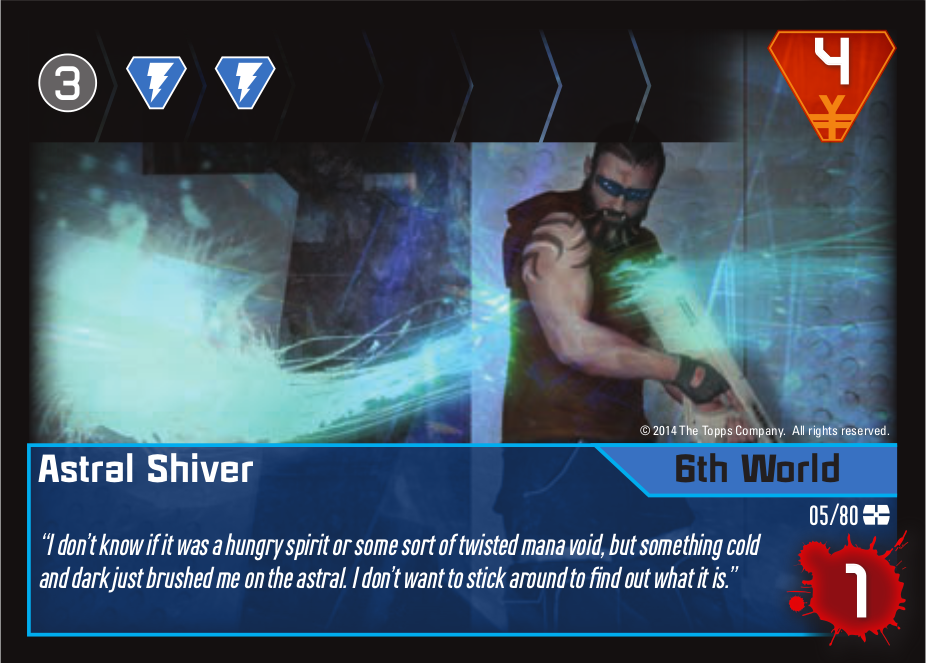 3
4
¥
© 2014 The Topps Company. All rights reserved.
Astral Shiver
6th World
05/80
“I don’t know if it was a hungry spirit or some sort of twisted mana void, but something cold
and dark just brushed me on the astral. I don’t want to stick around to find out what it is.”
1